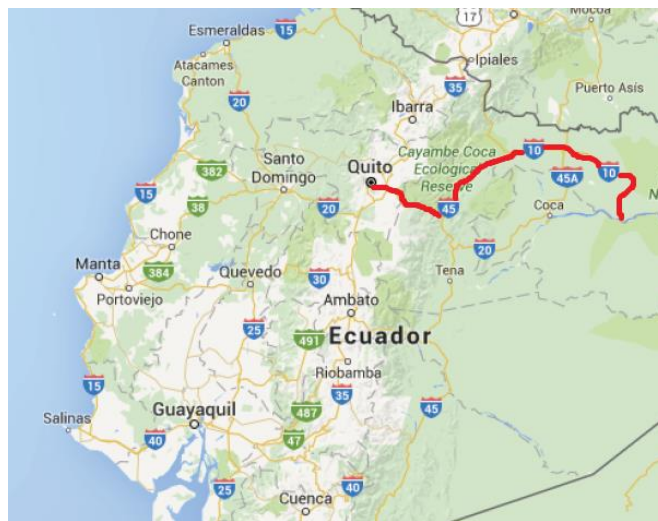 17
Mocoa
Esmeraldas
15
Ipiales
Atacames
Canton
35
Puerto Asís
20
Ibarra
Cayambe Coca
Ecological
Reserve
10
382
Santo
Domingo
Quito
10
45A
15
38
20
45
Coca
N
Chone
20
Manta
384
Quevedo
30
Tena
Portoviejo
Ambato
25
491
Ecuador
15
Riobamba
35
Salinas
Guayaquil
487
45
40
47
25
40
Cuenca